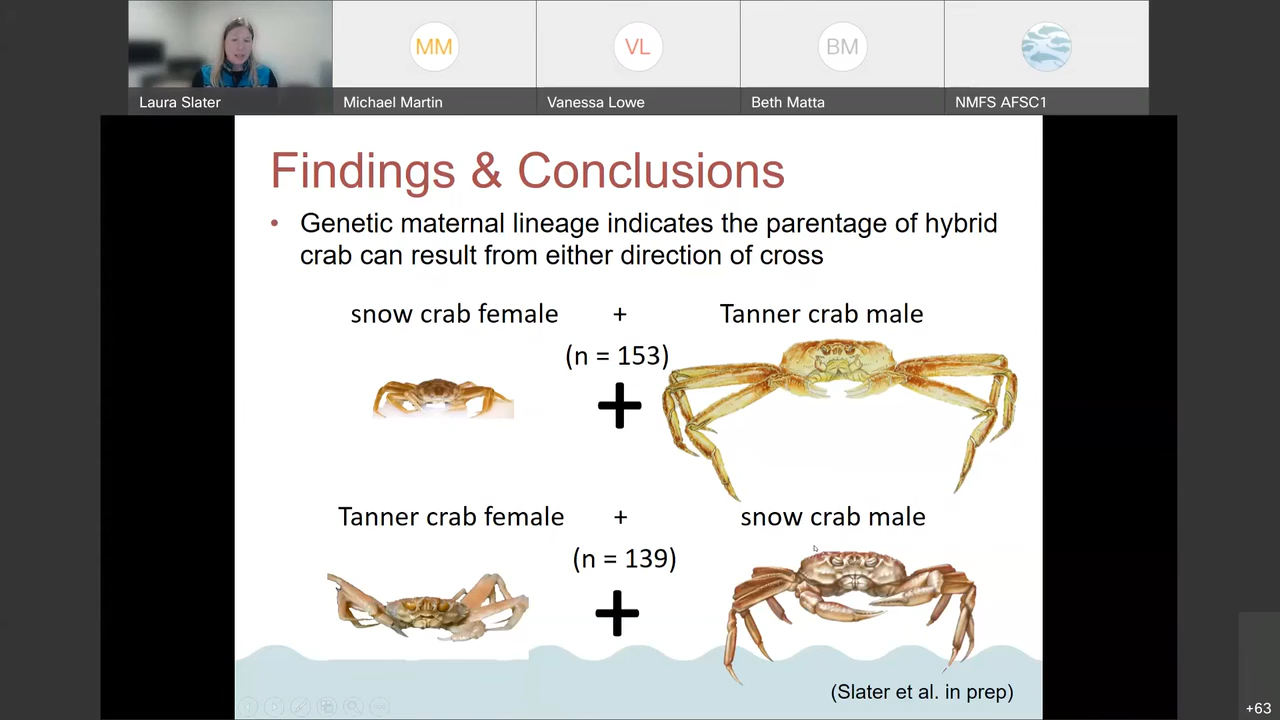 MM
VL
BM
Laura Slater
Michael Martin
Vanessa Lowe
Beth Matta
NMFS AFSC1
Findings & Conclusions
• Genetic maternal lineage indicates the parentage of hybrid
crab can result from either direction of cross
snow crab female + Tanner crab male
(n = 153)
+
Tanner crab female + snow crab male
(n = 139)
+
(Slater et al. in prep)
+63